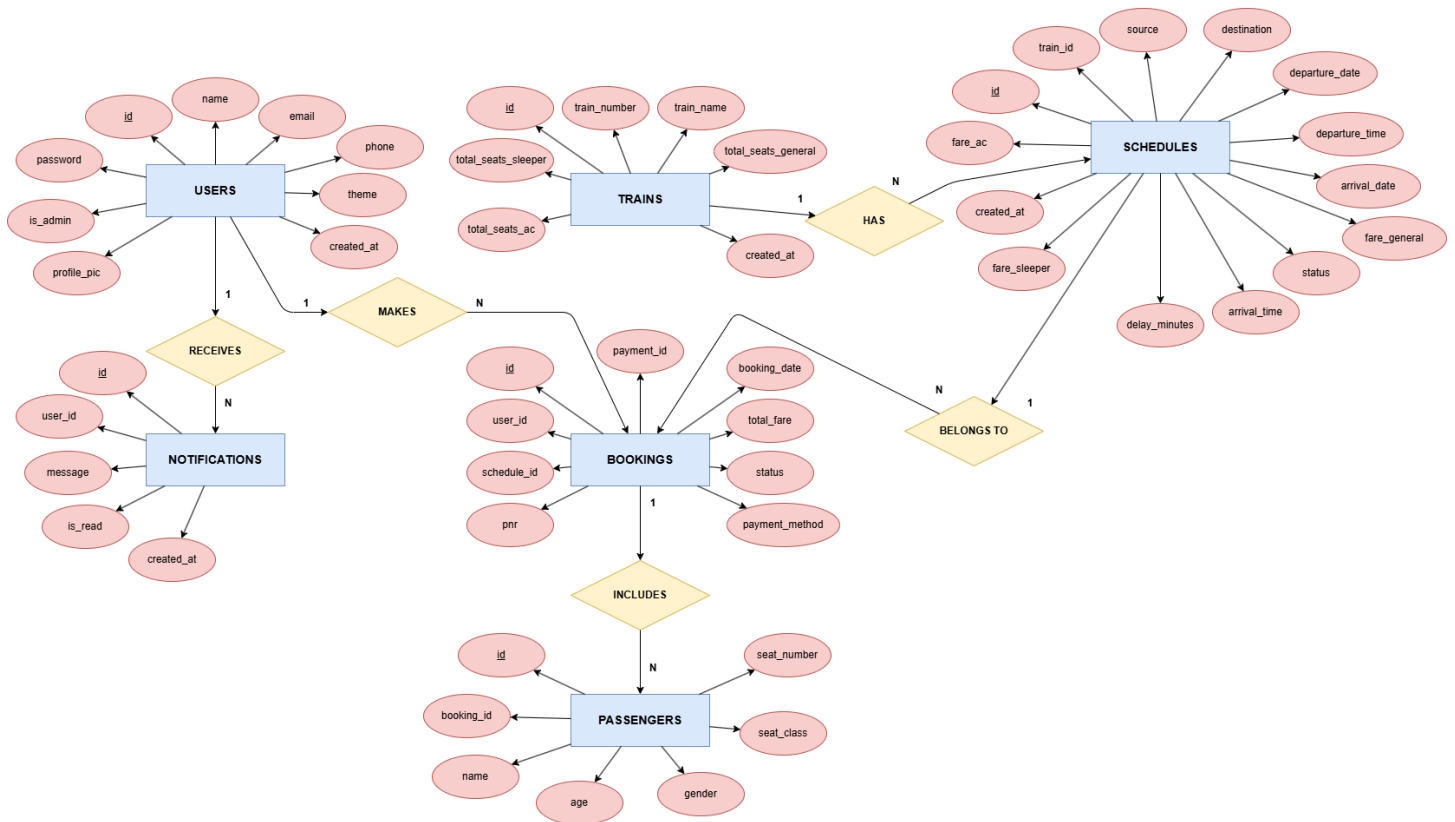 source
destination
train_id
departure_date
id
name
email
id
train_number
train_name
id
departure_time
fare_ac
SCHEDULES
password
phone
total_seats_sleeper
total_seats_general
USERS
theme
TRAINS
N
arrival_date
is_admin
1
HAS
created_at
total_seats_ac
fare_general
created_at
created_at
fare_sleeper
status
profile_pic
1
1
MAKES
N
arrival_time
delay_minutes
RECEIVES
payment_id
id
id
booking_date
N
1
N
user_id
user_id
total_fare
BELONGS TO
NOTIFICATIONS
BOOKINGS
message
schedule_id
status
1
is_read
pnr
payment_method
created_at
INCLUDES
id
seat_number
N
booking_id
PASSENGERS
seat_class
name
age
gender